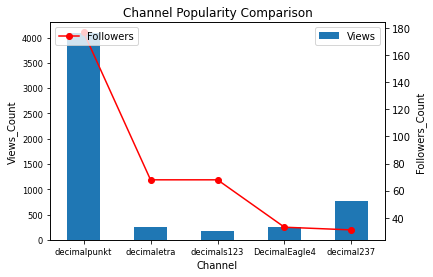 Channel Popularity Comparison
Followers
Views
4000
3500
3000
2500
2000
1500
1000
500
0
Views_Count
180
160
140
120
100
80
60
40
Followers_Count
decimalpunkt decimaletra decimals123 DecimalEagle4 decimal237
Channel